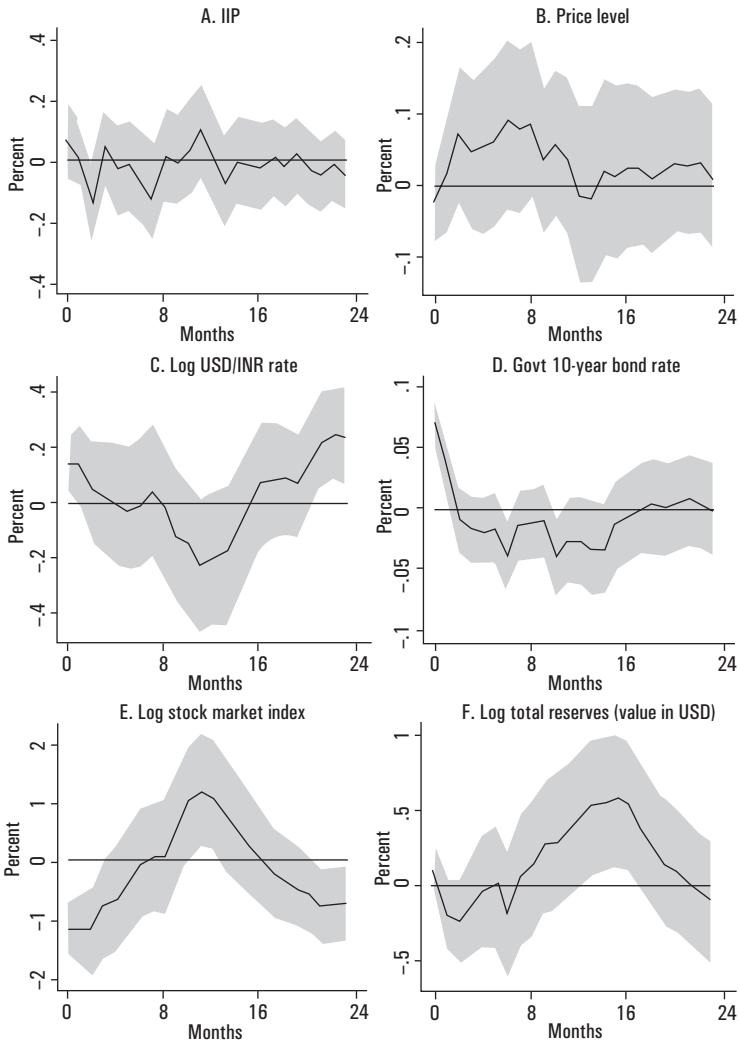 A. IIP
.4
.2
0
–.2
–.4
Percent
0 8 16 24
Months
B. Price level
.2
.1
0
–.1
Percent
0 8 16 24
Months
C. Log USD/INR rate
.4
.2
0
–.2
–.4
Percent
0 8 16 24
Months
D. Govt 10-year bond rate
.1
.05
0
–.05
–.1
Percent
0 8 16 24
Months
E. Log stock market index
2
1
0
–1
–2
Percent
0 8 16 24
Months
F. Log total reserves (value in USD)
1
.5
0
–.5
Percent
0 8 16 24
Months